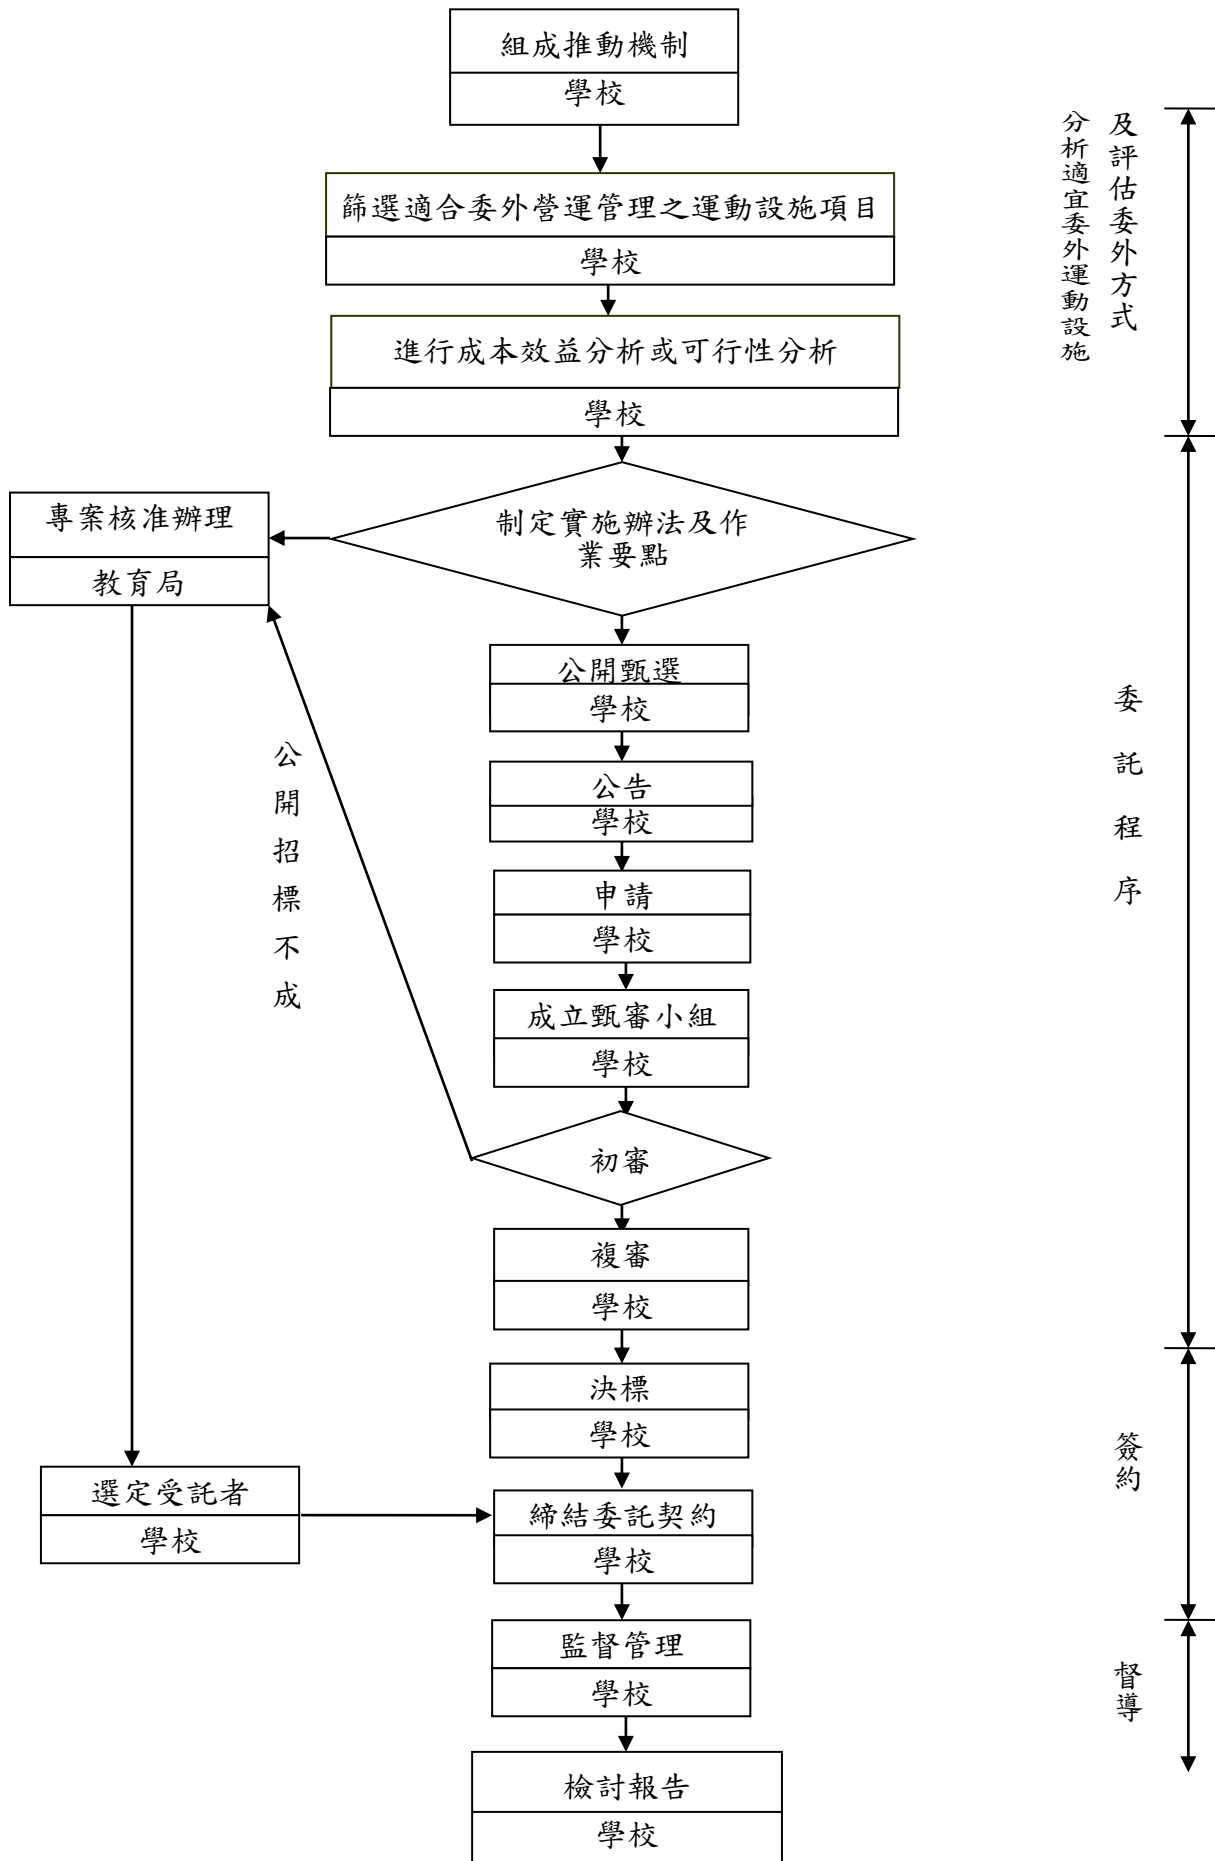 組成推動機制
學校
篩選適合委外營運管理之運動設施項目
學校
進行成本效益分析或可行性分析
學校
分析適宜委外運動設施
及評估委外方式
制定實施辦法及作
業要點
專案核准辦理
教育局
公開甄選
學校
公告
學校
申請
學校
成立甄審小組
學校
公開招標不成
委託程序
初審
複審
學校
決標
學校
選定受託者
學校
締結委託契約
學校
簽約
監督管理
學校
督導
檢討報告
學校